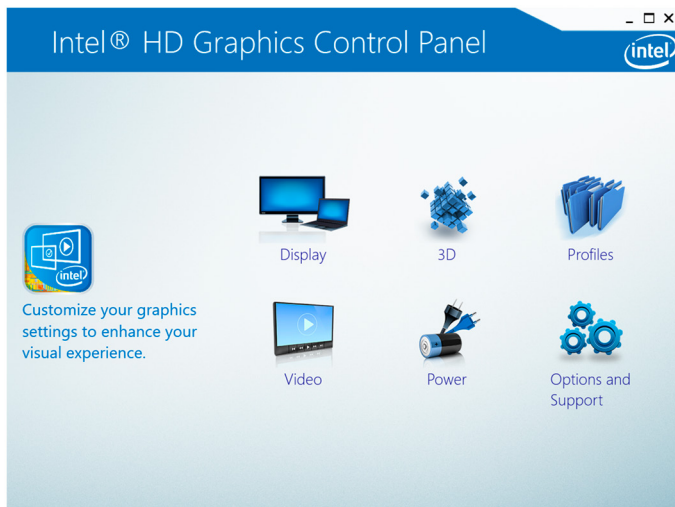 Intel® HD Graphics Control Panel
intel
Display
3D
Profiles
intel
Customize your graphics
settings to enhance your
visual experience.
Video
Power
Options and
Support